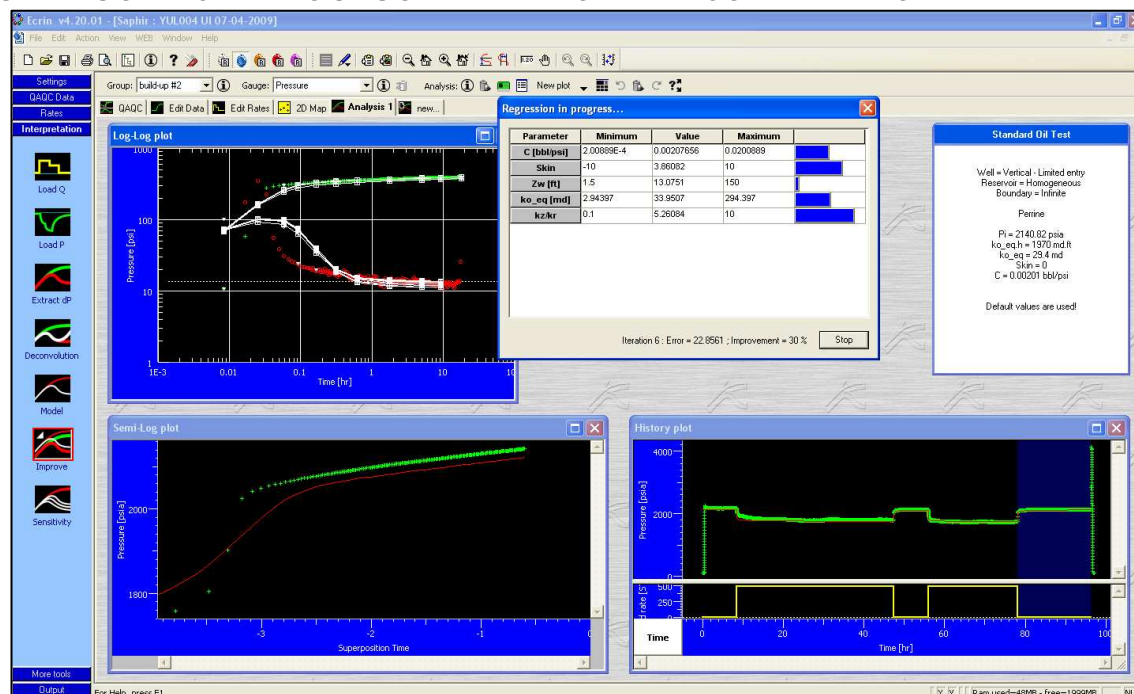 Ecrin v4.20.01 - [Saphir : YUL004 UI 07-04-2009]
File Edit Action View WEB Window Help
Settings
QAQC Data
Rates
Interpretation
Load Q
Load P
Extract dP
Deconvolution
Model
Improve
Sensitivity
More tools
Output
Group: build-up #2 Gauge: Pressure Analysis: New plot
QAQC Edit Data Edit Rates 2D Map Analysis 1 new...
Log-Log plot
1000
100
10
1
Pressure [psi]
1E-3 0.01 0.1 1 10
Time [hr]
Regression in progress...
Parameter Minimum Value Maximum
C [bbl/psi] 2.00889E-4 0.00207656 0.0200889
Skin -10 3.86082 10
Zw [ft] 1.5 13.0751 150
ko_eq [md] 2.94397 33.9507 294.397
kz/kr 0.1 5.26084 10
Iteration 6 : Error = 22.8561 ; Improvement = 30 % Stop
Standard Oil Test
Well = Vertical - Limited entry
Reservoir = Homogeneous
Boundary = Infinite
Perrine
Pi = 2140.82 psia
ko_eq.h = 1970 md.ft
ko_eq = 29.4 md
Skin = 0
C = 0.00201 bbl/psi
Default values are used!
Semi-Log plot
2000
1800
Pressure [psia]
-3 -2 -1 0
Superposition Time
History plot
4000
2000
0
Pressure [psia]
500
250
0
Time
0 20 40 60 80 100
Time [hr]
For Help, press F1
Ram used=48MB - free=1999MB